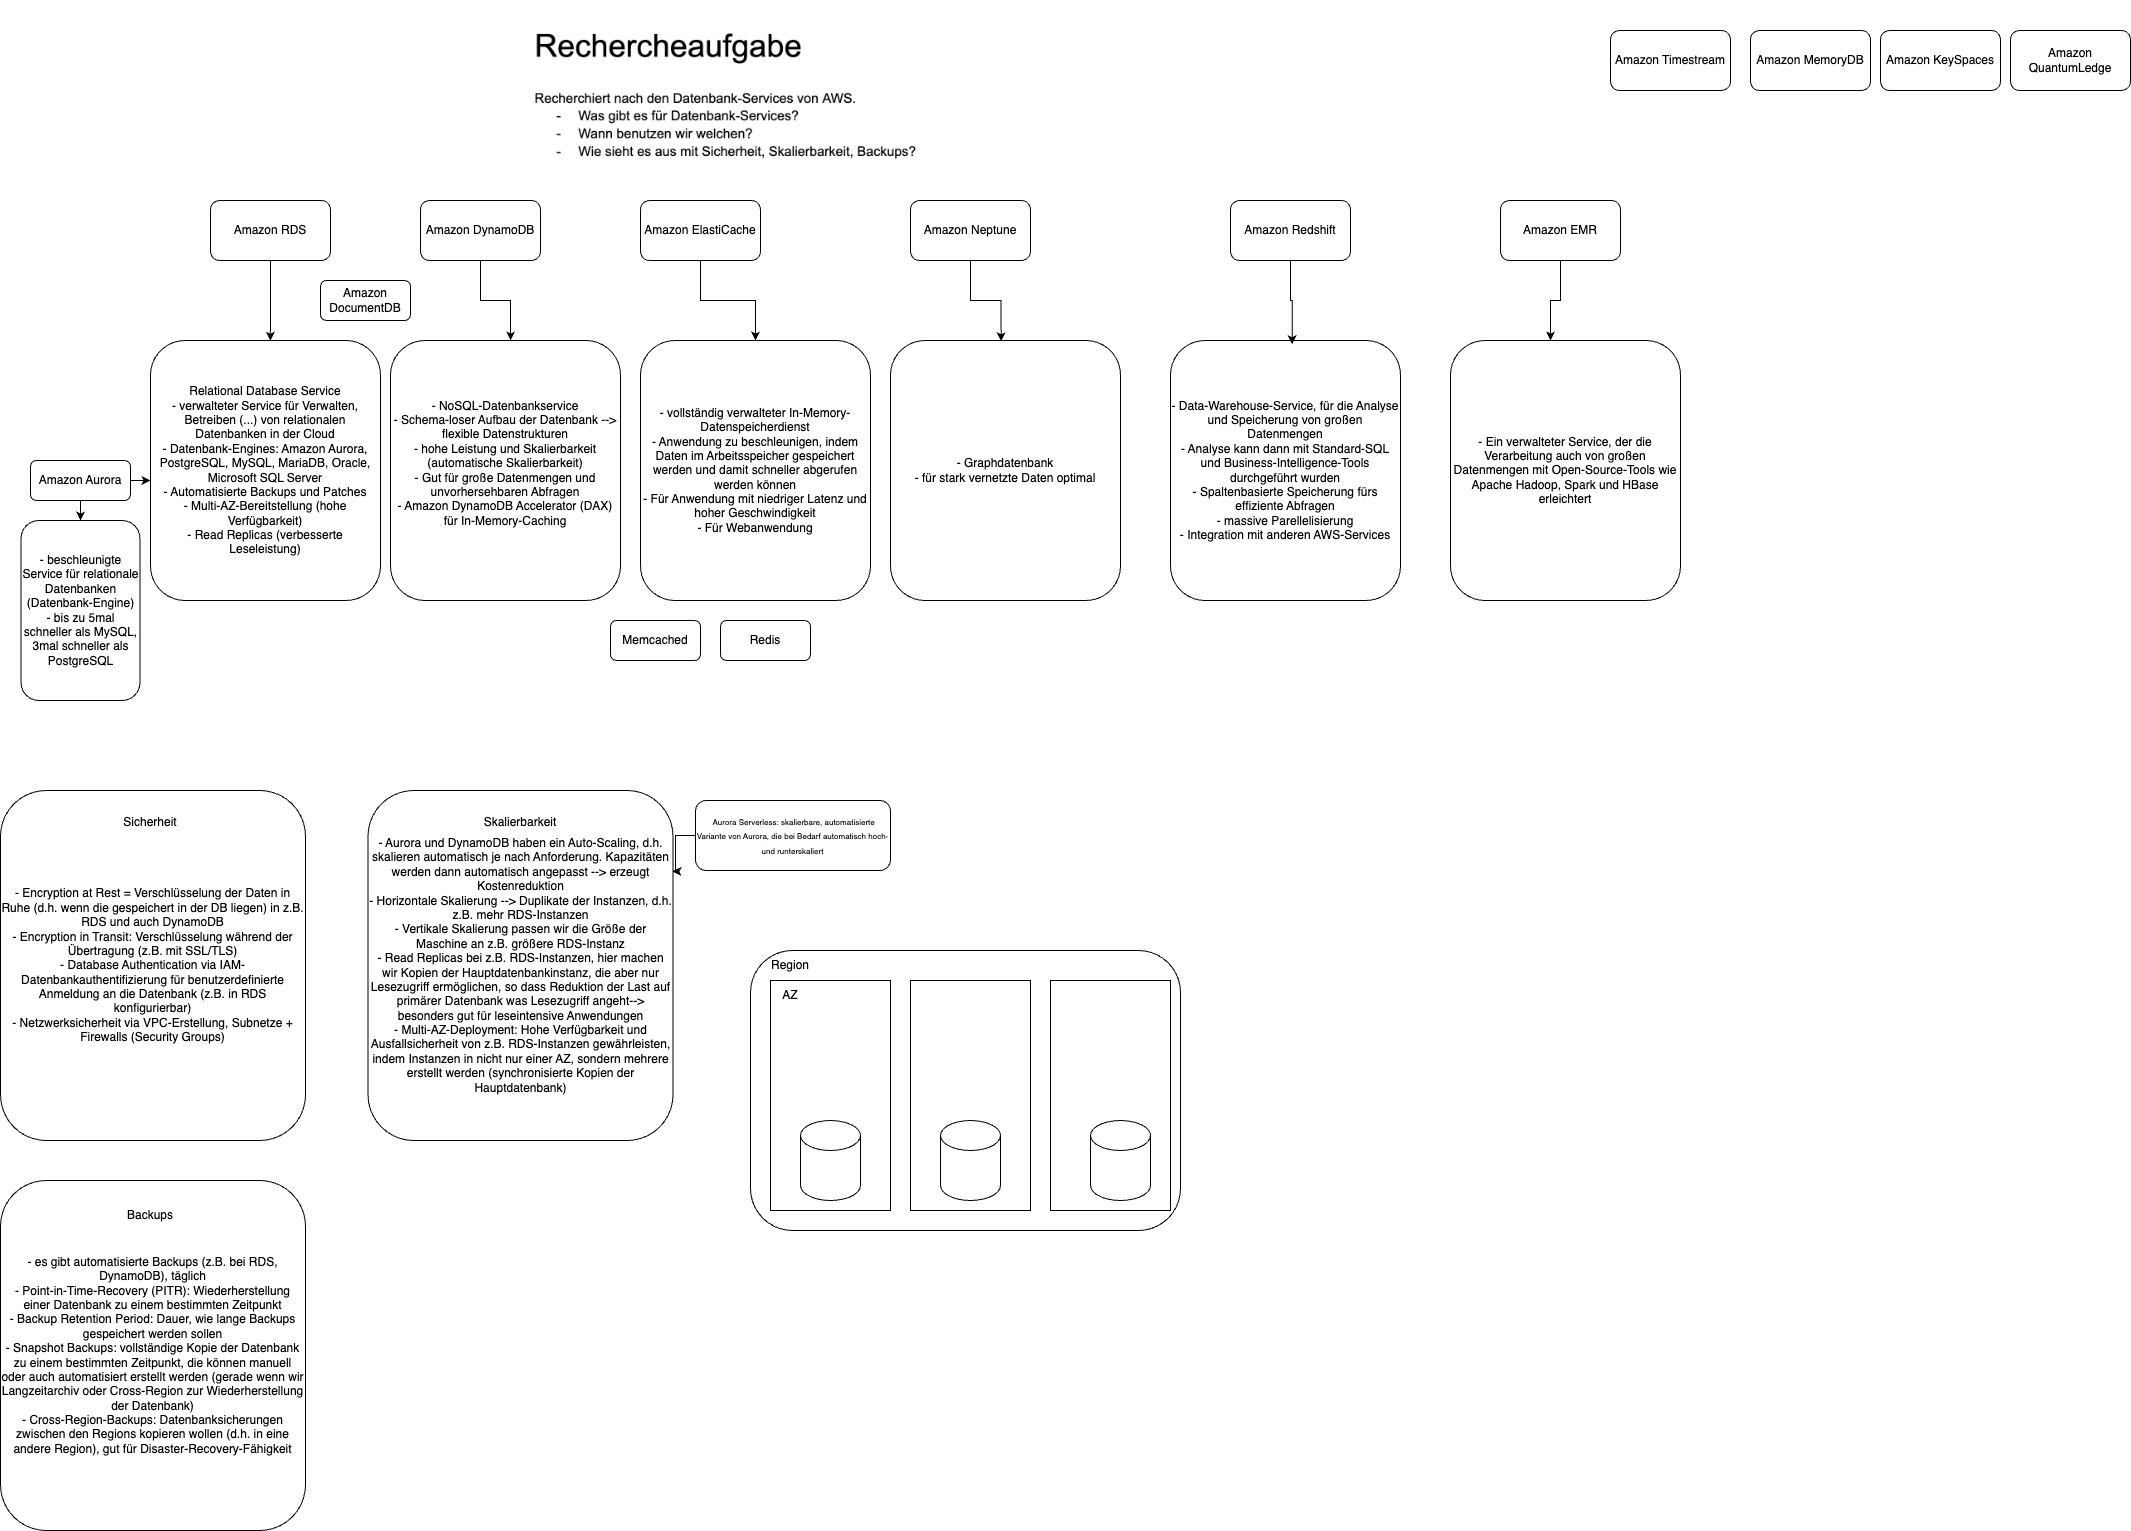 Rechercheaufgabe
Recherchiert nach den Datenbank-Services von AWS.
- Was gibt es für Datenbank-Services?
- Wann benutzen wir welchen?
- Wie sieht es aus mit Sicherheit, Skalierbarkeit, Backups?
Amazon Timestream
Amazon MemoryDB
Amazon KeySpaces
Amazon
QuantumLedge
Amazon RDS
Amazon DynamoDB
Amazon ElastiCache
Amazon Neptune
Amazon Redshift
Amazon EMR
Amazon
DocumentDB
Amazon Aurora
- beschleunigte
Service für relationale
Datenbanken
(Datenbank-Engine)
- bis zu 5mal
schneller als MySQL,
3mal schneller als
PostgreSQL
Relational Database Service
- verwalteter Service für Verwalten,
Betreiben (...) von relationalen
Datenbanken in der Cloud
- Datenbank-Engines: Amazon Aurora,
PostgreSQL, MySQL, MariaDB, Oracle,
Microsoft SQL Server
- Automatisierte Backups und Patches
- Multi-AZ-Bereitstellung (hohe
Verfügbarkeit)
- Read Replicas (verbesserte
Leseleistung)
- NoSQL-Datenbankservice
- Schema-loser Aufbau der Datenbank -->
flexible Datenstrukturen
- hohe Leistung und Skalierbarkeit
(automatische Skalierbarkeit)
- Gut für große Datenmengen und
unvorhersehbaren Abfragen
- Amazon DynamoDB Accelerator (DAX)
für In-Memory-Caching
- vollständig verwalteter In-Memory-
Datenspeicherdienst
- Anwendung zu beschleunigen, indem
Daten im Arbeitsspeicher gespeichert
werden und damit schneller abgerufen
werden können
- Für Anwendung mit niedriger Latenz und
hoher Geschwindigkeit
- Für Webanwendung
- Graphdatenbank
- für stark vernetzte Daten optimal
- Data-Warehouse-Service, für die Analyse
und Speicherung von großen
Datenmengen
- Analyse kann dann mit Standard-SQL
und Business-Intelligence-Tools
durchgeführt wurden
- Spaltenbasierte Speicherung fürs
effiziente Abfragen
- massive Parellelisierung
- Integration mit anderen AWS-Services
- Ein verwalteter Service, der die
Verarbeitung auch von großen
Datenmengen mit Open-Source-Tools wie
Apache Hadoop, Spark und HBase
erleichtert
Memcached
Redis
Sicherheit
- Encryption at Rest = Verschlüsselung der Daten in
Ruhe (d.h. wenn die gespeichert in der DB liegen) in z.B.
RDS und auch DynamoDB
- Encryption in Transit: Verschlüsselung während der
Übertragung (z.B. mit SSL/TLS)
- Database Authentication via IAM-
Datenbankauthentifizierung für benutzerdefinierte
Anmeldung an die Datenbank (z.B. in RDS
konfigurierbar)
- Netzwerksicherheit via VPC-Erstellung, Subnetze +
Firewalls (Security Groups)
Skalierbarkeit
- Aurora und DynamoDB haben ein Auto-Scaling, d.h.
skalieren automatisch je nach Anforderung. Kapazitäten
werden dann automatisch angepasst --> erzeugt
Kostenreduktion
- Horizontale Skalierung --> Duplikate der Instanzen, d.h.
z.B. mehr RDS-Instanzen
- Vertikale Skalierung passen wir die Größe der
Maschine an z.B. größere RDS-Instanz
- Read Replicas bei z.B. RDS-Instanzen, hier machen
wir Kopien der Hauptdatenbankinstanz, die aber nur
Lesezugriff ermöglichen, so dass Reduktion der Last auf
primärer Datenbank was Lesezugriff angeht-->
besonders gut für leseintensive Anwendungen
- Multi-AZ-Deployment: Hohe Verfügbarkeit und
Ausfallsicherheit von z.B. RDS-Instanzen gewährleisten,
indem Instanzen in nicht nur einer AZ, sondern mehrere
erstellt werden (synchronisierte Kopien der
Hauptdatenbank)
Aurora Serverless: skalierbare, automatisierte
Variante von Aurora, die bei Bedarf automatisch hoch-
und runterskaliert
Region
AZ
Backups
- es gibt automatisierte Backups (z.B. bei RDS,
DynamoDB), täglich
- Point-in-Time-Recovery (PITR): Wiederherstellung
einer Datenbank zu einem bestimmten Zeitpunkt
- Backup Retention Period: Dauer, wie lange Backups
gespeichert werden sollen
- Snapshot Backups: vollständige Kopie der Datenbank
zu einem bestimmten Zeitpunkt, die können manuell
oder auch automatisiert erstellt werden (gerade wenn wir
Langzeitarchiv oder Cross-Region zur Wiederherstellung
der Datenbank)
- Cross-Region-Backups: Datenbanksicherungen
zwischen den Regions kopieren wollen (d.h. in eine
andere Region), gut für Disaster-Recovery-Fähigkeit